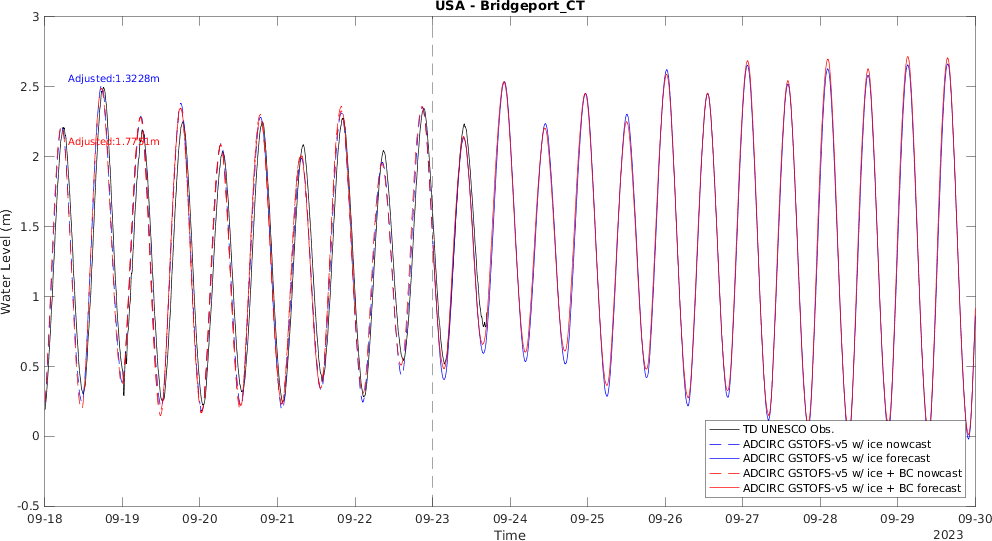 USA - Bridgeport_CT
3
2.5
2
1.5
1
0.5
0
-0.5
Water Level (m)
Adjusted:1.3228m
TD UNESCO Obs.
ADCIRC GSTOFS-v5 w/ ice nowcast
ADCIRC GSTOFS-v5 w/ ice forecast
ADCIRC GSTOFS-v5 w/ ice + BC nowcast
ADCIRC GSTOFS-v5 w/ ice + BC forecast
09-18 09-19 09-20 09-21 09-22 09-23 09-24 09-25 09-26 09-27 09-28 09-29 09-30
Time
2023